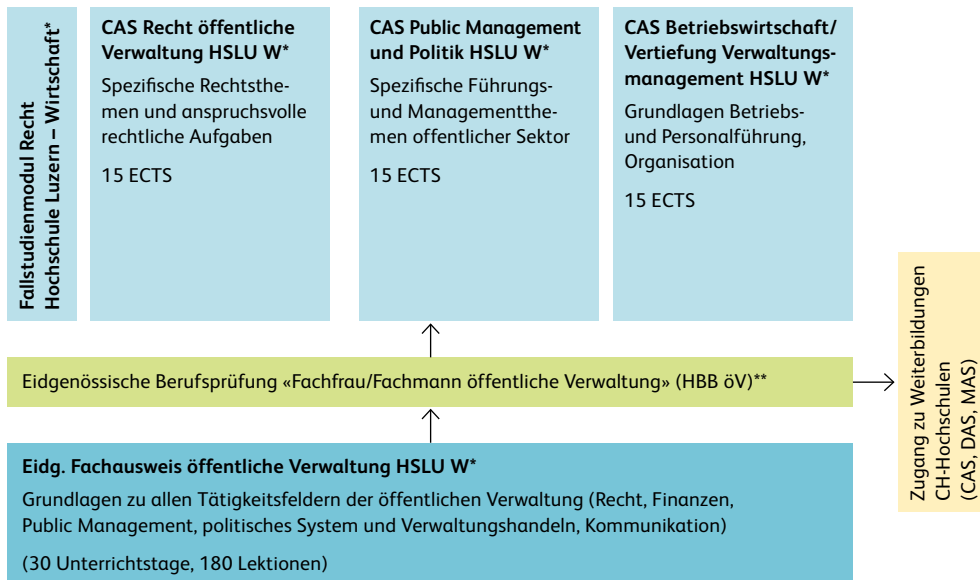 Fallstudienmodul Recht
Hochschule Luzern – Wirtschaft*
CAS Recht öffentliche
Verwaltung HSLU W*
Spezifische Rechtsthe-
men und anspruchsvolle
rechtliche Aufgaben
15 ECTS
CAS Public Management
und Politik HSLU W*
Spezifische Führungs-
und Managementthe-
men offentlicher Sektor
15 ECTS
CAS Betriebswirtschaft/
Vertiefung Verwaltungs-
management HSLU W*
Grundlagen Betriebs-
und Personalführung,
Organisation
15 ECTS
Eidgenössische Berufsprüfung «Fachfrau/Fachmann öffentliche Verwaltung» (HBB öV)**
Zugang zu Weiterbildungen
CH-Hochschulen
(CAS, DAS, MAS)
Eidg. Fachausweis öffentliche Verwaltung HSLU W*
Grundlagen zu allen Tätigkeitsfeldern der öffentlichen Verwaltung (Recht, Finanzen,
Public Management, politisches System und Verwaltungshandeln, Kommunikation)
(30 Unterrichtstage, 180 Lektionen)